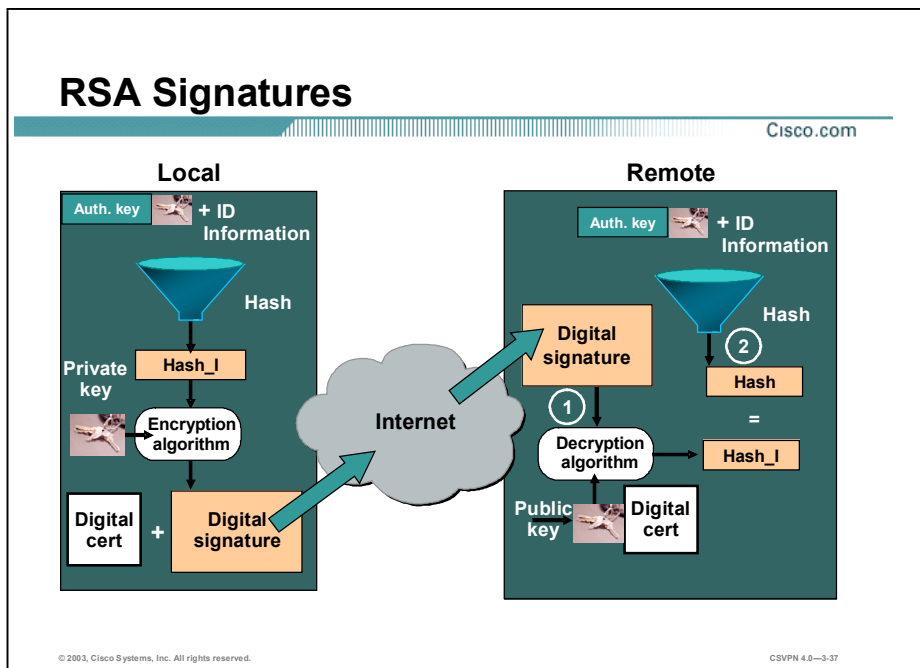 RSA Signatures
Cisco.com
Local
Auth. key
+ ID
Information
Hash
Hash_I
Private
key
Encryption
algorithm
Digital
cert
+
Digital
signature
Internet
Remote
Auth. key
+ ID
Information
Hash
2
Hash
=
Hash_I
Digital
signature
1
Decryption
algorithm
Public
key
Digital
cert
© 2003, Cisco Systems, Inc. All rights reserved.
CSVPN 4.0—3-37